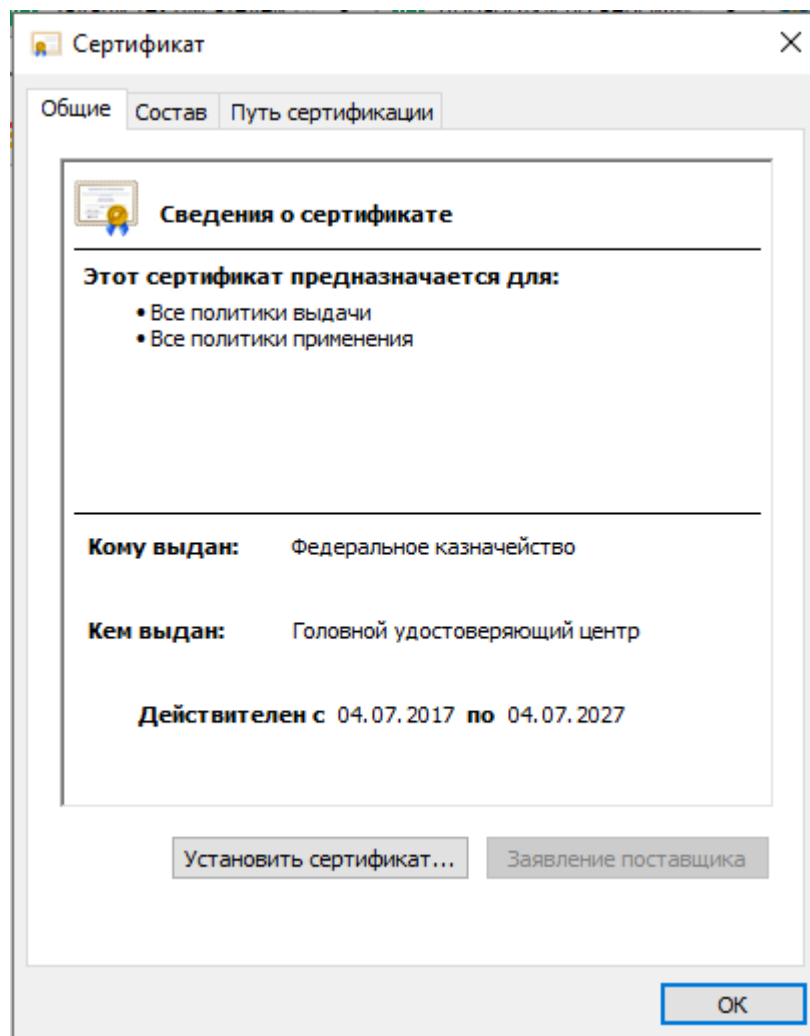 Сертификат
Общие Состав Путь сертификации
Сведения о сертификате
Этот сертификат предназначается для:
• Все политики выдачи
• Все политики применения
Кому выдан: Федеральное казначейство
Кем выдан: Головной удостоверяющий центр
Действителен с 04.07.2017 по 04.07.2027
Установить сертификат... Заявление поставщика
ОК